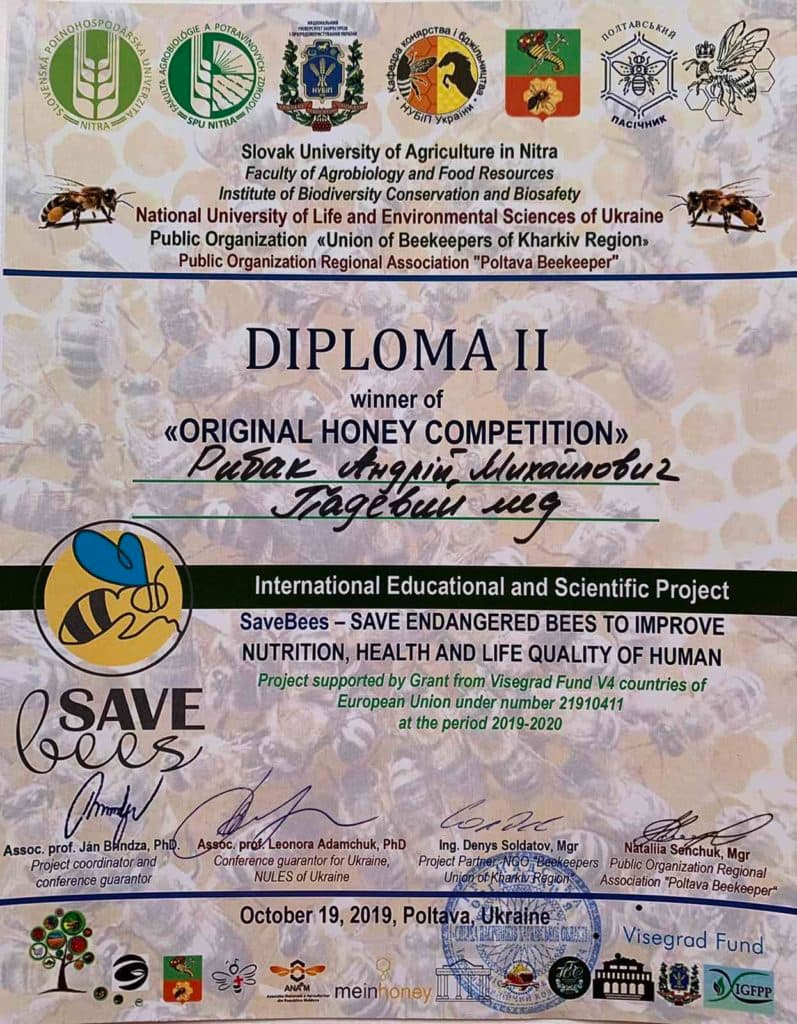 SLOVENSKÁ POĽNOHOSPODÁRSKA UNIVERZITA
NITRA
FAKULTA AGROBIOLÓGIE A POTRAVINOVÝCH ZDROJOV
SPU NITRA
НАЦІОНАЛЬНИЙ
УНІВЕРСИТЕТ БІОРЕСУРСІВ
І ПРИРОДОКОРИСТУВАННЯ УКРАЇНИ
НУБІП
Кафедра конярства і бджільництва
НУБіП України
ПОЛТАВСЬКИЙ
ПАСІЧНИК
Slovak University of Agriculture in Nitra
Faculty of Agrobiology and Food Resources
Institute of Biodiversity Conservation and Biosafety
National University of Life and Environmental Sciences of Ukraine
Public Organization «Union of Beekeepers of Kharkiv Region»
Public Organization Regional Association "Poltava Beekeeper"
DIPLOMA II
winner of
«ORIGINAL HONEY COMPETITION»
Рибак Андрій Михайлович
Падевий мед
International Educational and Scientific Project
SaveBees – SAVE ENDANGERED BEES TO IMPROVE
NUTRITION, HEALTH AND LIFE QUALITY OF HUMAN
Project supported by Grant from Visegrad Fund V4 countries of
European Union under number 21910411
at the period 2019-2020
SAVE
bees
Assoc. prof. Ján Brindza, PhD.
Project coordinator and
conference guarantor
Assoc. prof. Leonora Adamchuk, PhD
Conference guarantor for Ukraine,
NULES of Ukraine
Ing. Denys Soldatov, Mgr
Project Partner, NGO "Beekeepers
Union of Kharkiv Region"
Nataliia Senchuk, Mgr
Public Organization Regional
Association "Poltava Beekeeper"
October 19, 2019, Poltava, Ukraine
Visegrad Fund
ANAM
meinhoney
IGFPP